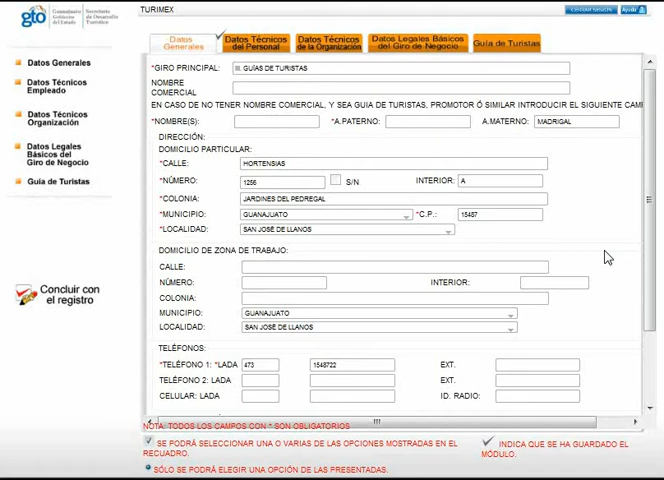 gto
Guanajuato
Gobierno
del Estado
Secretaría
de Desarrollo
Turístico
TURIMEX
Ayuda
Datos Generales
Datos Técnicos del Personal
Datos Técnicos de la Organización
Datos Legales Básicos del Giro de Negocio
Guía de Turistas
Datos Generales
Datos Técnicos
Empleado
Datos Técnicos
Organización
Datos Legales
Básicos del
Giro de Negocio
Guía de Turistas
Concluir con
el registro
*GIRO PRINCIPAL: III. GUÍAS DE TURISTAS
NOMBRE
COMERCIAL
EN CASO DE NO TENER NOMBRE COMERCIAL, Y SEA GUIA DE TURISTAS, PROMOTOR Ó SIMILAR INTRODUCIR EL SIGUIENTE CAM
*NOMBRE(S): *A.PATERNO: A.MATERNO: MADRIGAL
DIRECCIÓN:
DOMICILIO PARTICULAR:
*CALLE: HORTENSIAS
*NÚMERO: 1256 S/N INTERIOR: A
*COLONIA: JARDINES DEL PEDREGAL
*MUNICIPIO: GUANAJUATO *C.P.: 15487
*LOCALIDAD: SAN JOSÉ DE LLANOS
DOMICILIO DE ZONA DE TRABAJO:
CALLE:
NÚMERO: INTERIOR:
COLONIA:
MUNICIPIO: GUANAJUATO
LOCALIDAD: SAN JOSÉ DE LLANOS
TELÉFONOS:
*TELÉFONO 1: *LADA 473 1548722 EXT.
TELÉFONO 2: LADA EXT.
CELULAR: LADA ID. RADIO:
NOTA: TODOS LOS CAMPOS CON * SON OBLIGATORIOS
SE PODRÁ SELECCIONAR UNA O VARIAS DE LAS OPCIONES MOSTRADAS EN EL
RECUADRO.
INDICA QUE SE HA GUARDADO EL
MÓDULO.
SÓLO SE PODRÁ ELEGIR UNA OPCIÓN DE LAS PRESENTADAS.